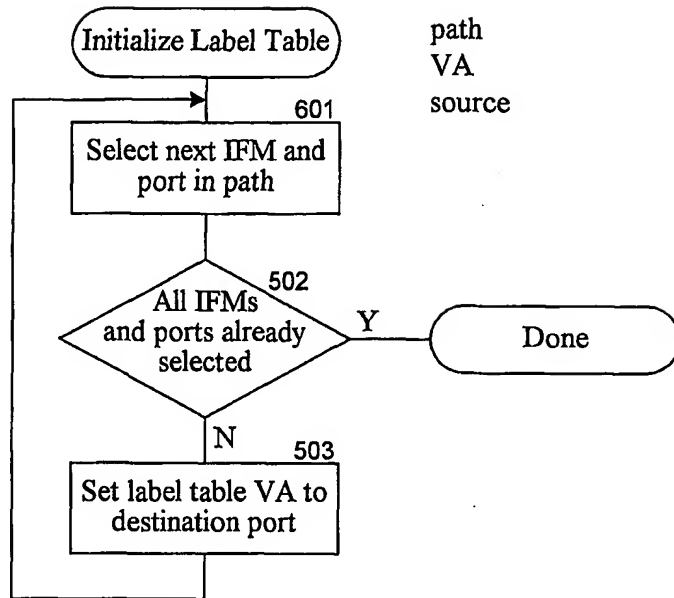 Initialize Label Table
path
VA
source
601
Select next IFM and
port in path
502
All IFMs
and ports already
selected
Y
Done
N
503
Set label table VA to
destination port